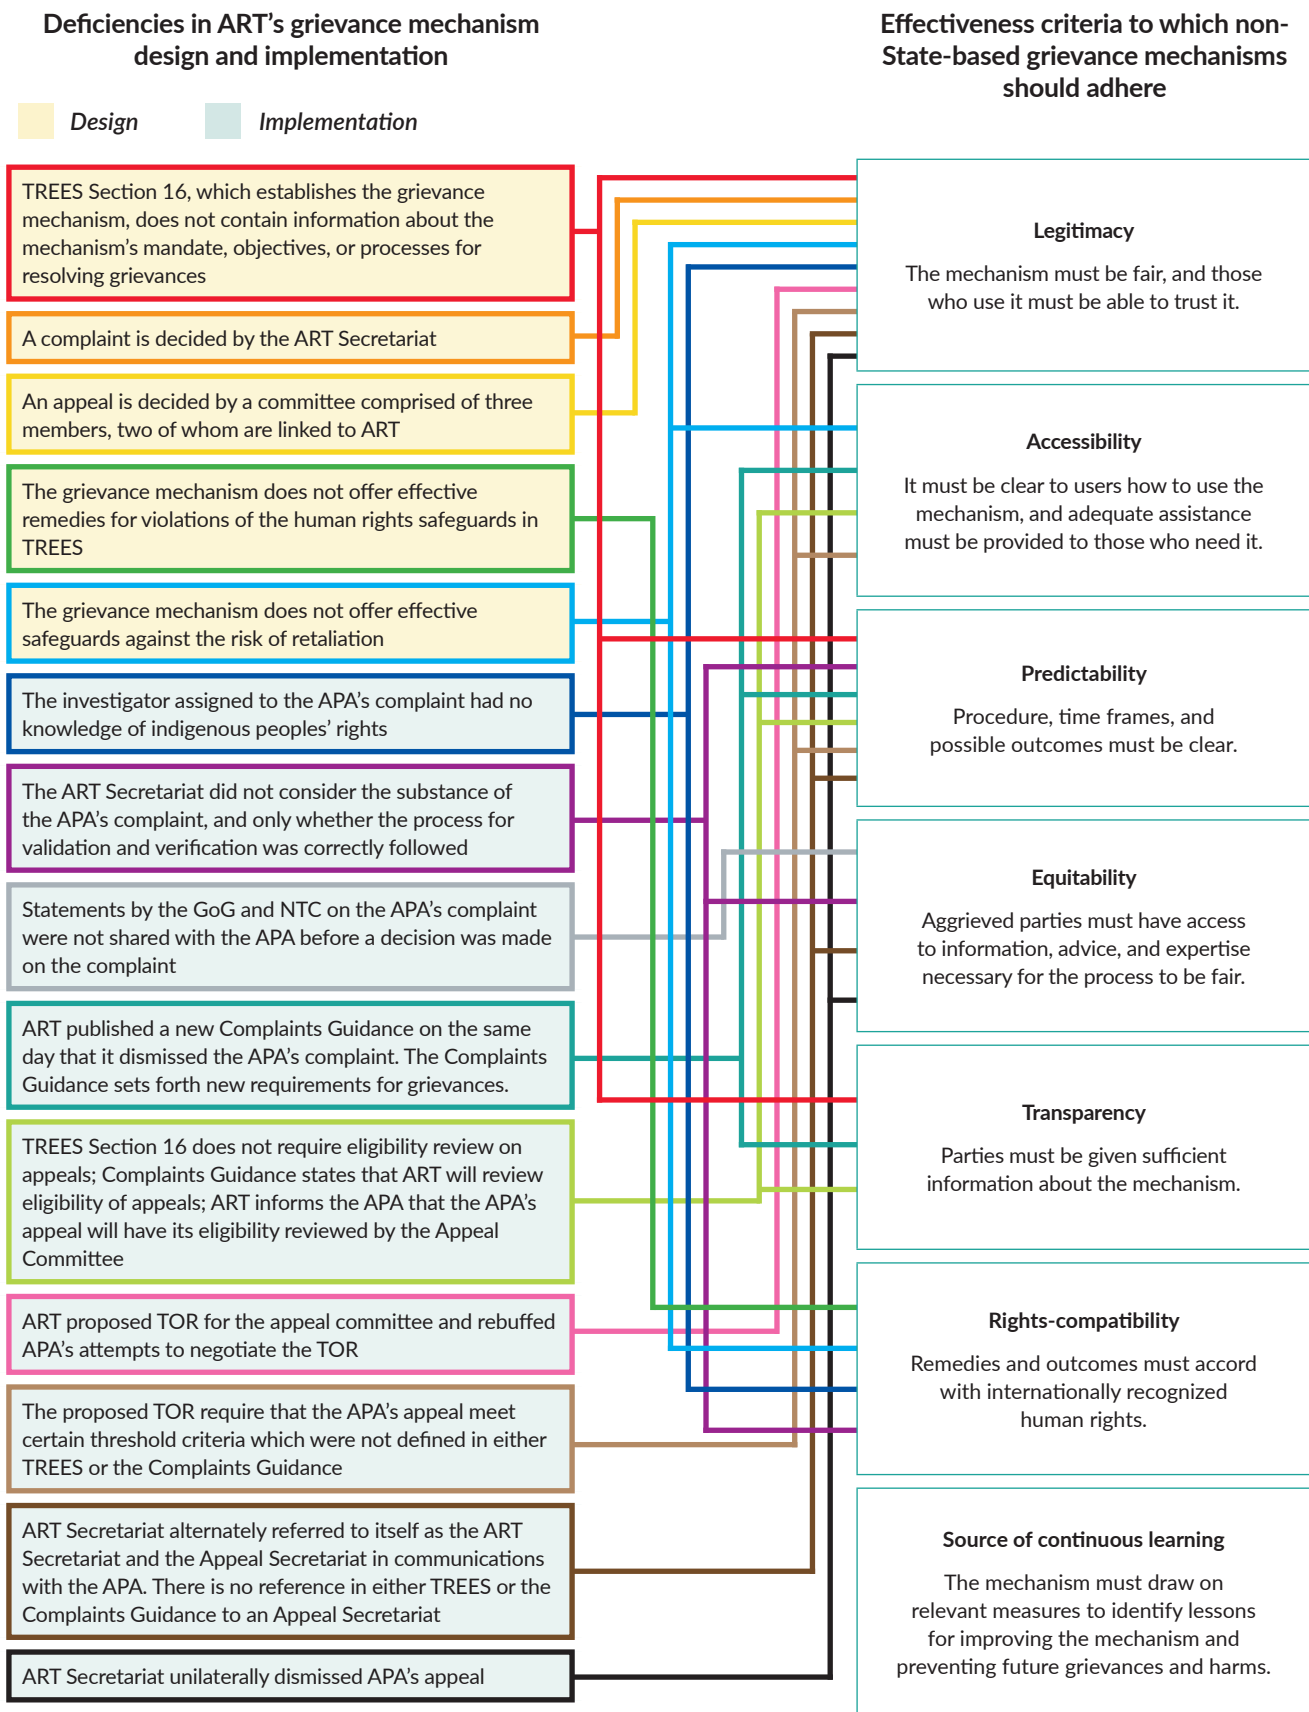 Deficiencies in ART’s grievance mechanism
design and implementation
Design
Implementation
TREES Section 16, which establishes the grievance
mechanism, does not contain information about the
mechanism’s mandate, objectives, or processes for
resolving grievances
A complaint is decided by the ART Secretariat
An appeal is decided by a committee comprised of three
members, two of whom are linked to ART
The grievance mechanism does not offer effective
remedies for violations of the human rights safeguards in
TREES
The grievance mechanism does not offer effective
safeguards against the risk of retaliation
The investigator assigned to the APA’s complaint had no
knowledge of indigenous peoples’ rights
The ART Secretariat did not consider the substance of
the APA’s complaint, and only whether the process for
validation and verification was correctly followed
Statements by the GoG and NTC on the APA’s complaint
were not shared with the APA before a decision was made
on the complaint
ART published a new Complaints Guidance on the same
day that it dismissed the APA’s complaint. The Complaints
Guidance sets forth new requirements for grievances.
TREES Section 16 does not require eligibility review on
appeals; Complaints Guidance states that ART will review
eligibility of appeals; ART informs the APA that the APA’s
appeal will have its eligibility reviewed by the Appeal
Committee
ART proposed TOR for the appeal committee and rebuffed
APA’s attempts to negotiate the TOR
The proposed TOR require that the APA’s appeal meet
certain threshold criteria which were not defined in either
TREES or the Complaints Guidance
ART Secretariat alternately referred to itself as the ART
Secretariat and the Appeal Secretariat in communications
with the APA. There is no reference in either TREES or the
Complaints Guidance to an Appeal Secretariat
ART Secretariat unilaterally dismissed APA’s appeal
Effectiveness criteria to which non-
State-based grievance mechanisms
should adhere
Legitimacy
The mechanism must be fair, and those
who use it must be able to trust it.
Accessibility
It must be clear to users how to use the
mechanism, and adequate assistance
must be provided to those who need it.
Predictability
Procedure, time frames, and
possible outcomes must be clear.
Equitability
Aggrieved parties must have access
to information, advice, and expertise
necessary for the process to be fair.
Transparency
Parties must be given sufficient
information about the mechanism.
Rights-compatibility
Remedies and outcomes must accord
with internationally recognized
human rights.
Source of continuous learning
The mechanism must draw on
relevant measures to identify lessons
for improving the mechanism and
preventing future grievances and harms.